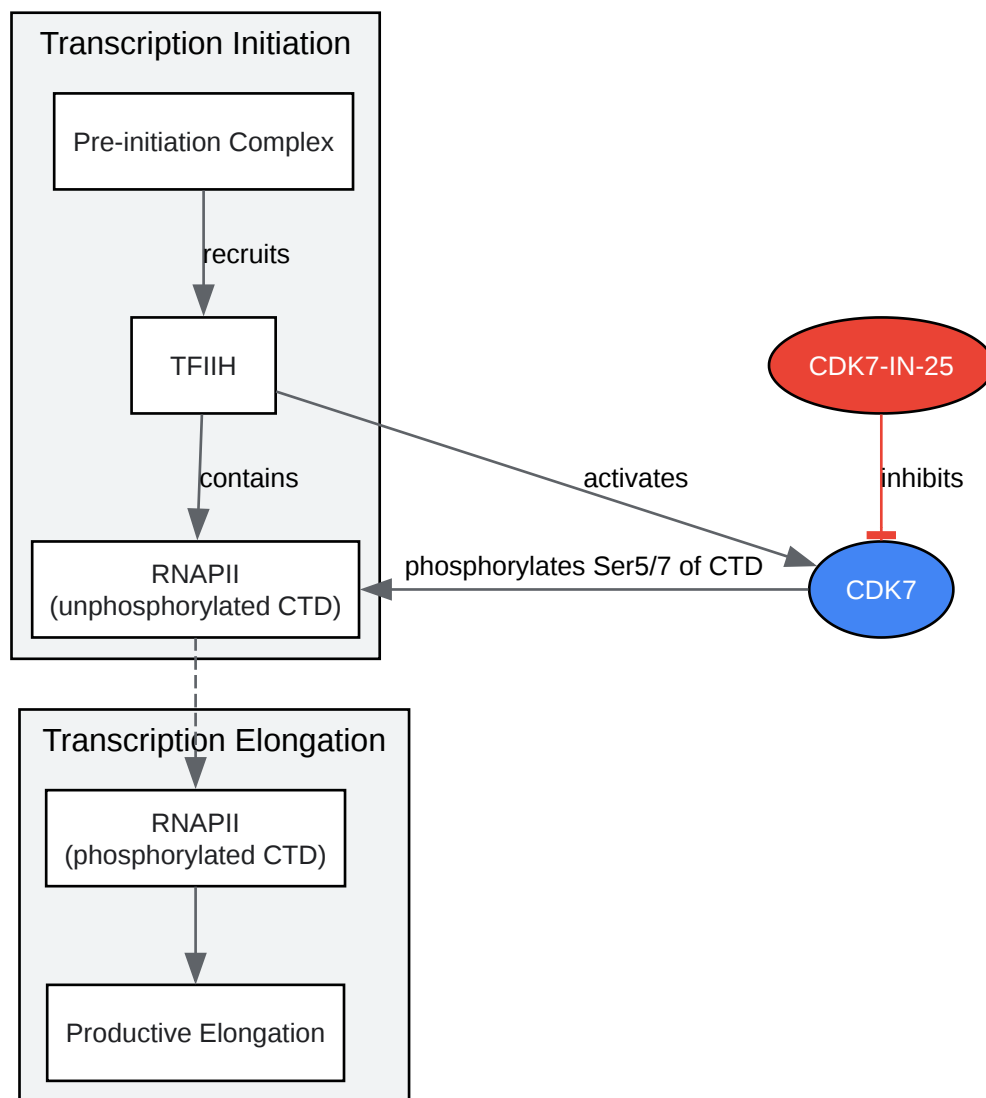 Transcription Initiation
Pre-initiation Complex
recruits
TFIIH
CDK7-IN-25
contains
activates
inhibits
RNAPII
(unphosphorylated CTD)
phosphorylates Ser5/7 of CTD
CDK7
Transcription Elongation
RNAPII
(phosphorylated CTD)
Productive Elongation